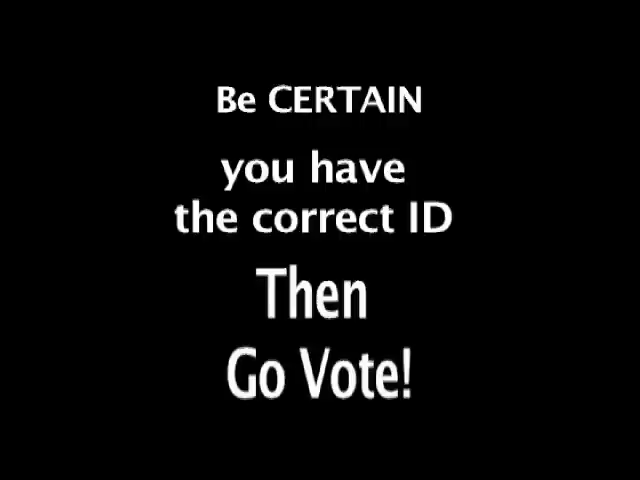 Be CERTAIN
you have
the correct ID
Then
Go Vote!